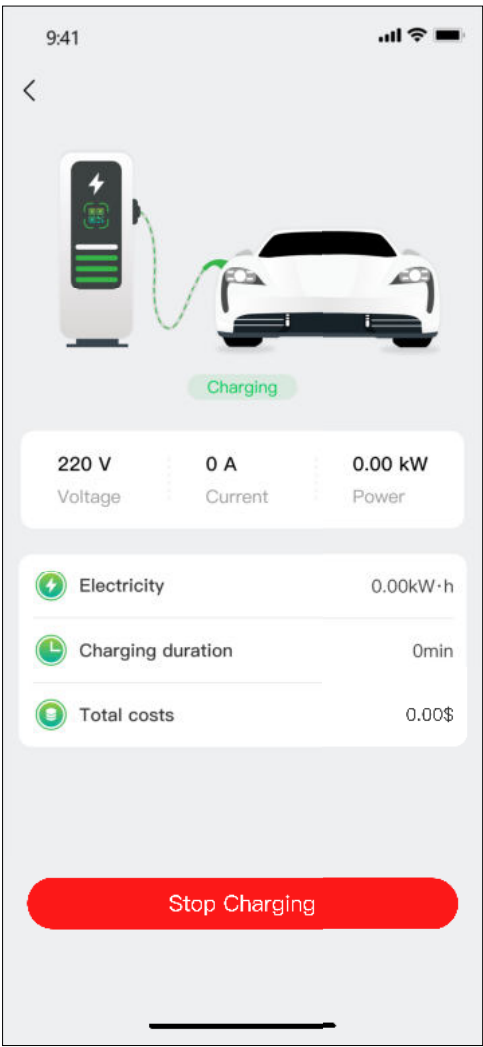 9:41
Charging
220 V 0 A 0.00 kW
Voltage Current Power
Electricity 0.00kW·h
Charging duration 0min
Total costs 0.00$
Stop Charging